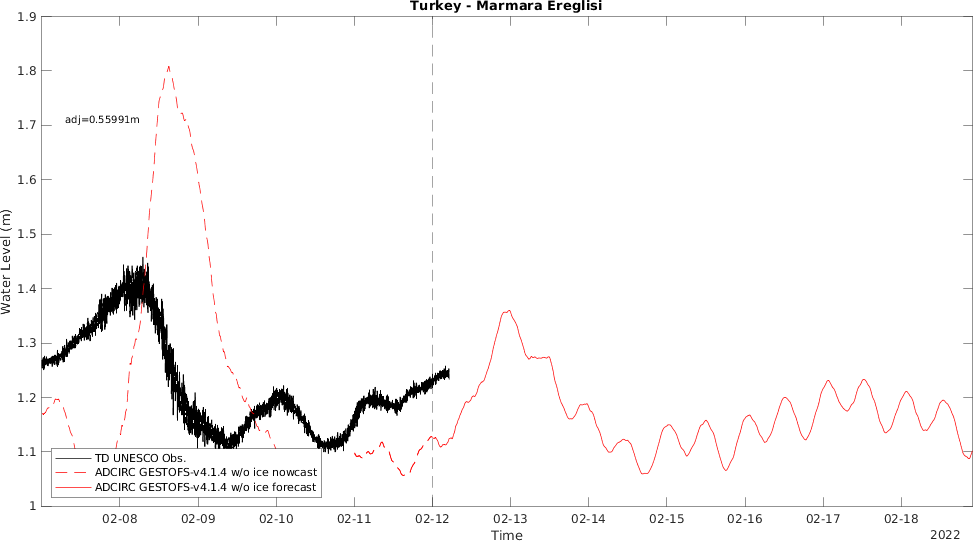 Turkey - Marmara Ereglisi
1.9
1.8
1.7
1.6
1.5
1.4
1.3
1.2
1.1
1
Water Level (m)
adj=0.55991m
TD UNESCO Obs.
ADCIRC GESTOFS-v4.1.4 w/o ice nowcast
ADCIRC GESTOFS-v4.1.4 w/o ice forecast
02-08 02-09 02-10 02-11 02-12 02-13 02-14 02-15 02-16 02-17 02-18
Time
2022